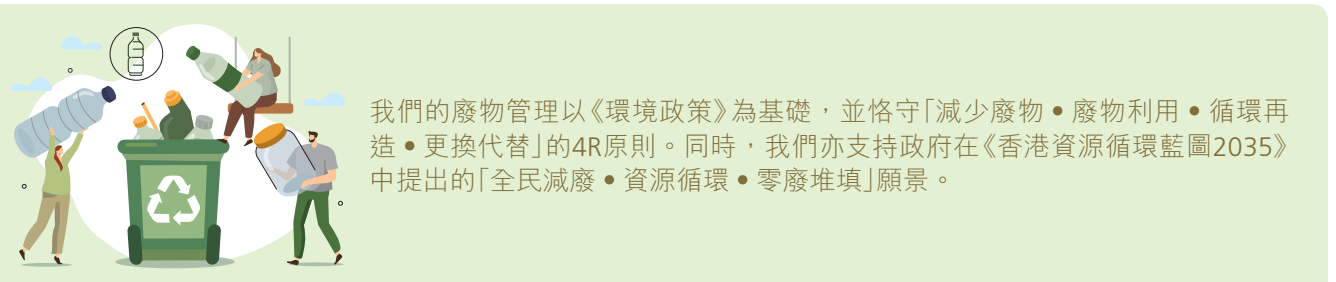 我們的廢物管理以《環境政策》為基礎，並恪守「減少廢物•廢物利用•循環再
造•更換代替」的4R原則。同時，我們亦支持政府在《香港資源循環藍圖2035》
中提出的「全民減廢•資源循環•零廢堆填」願景。